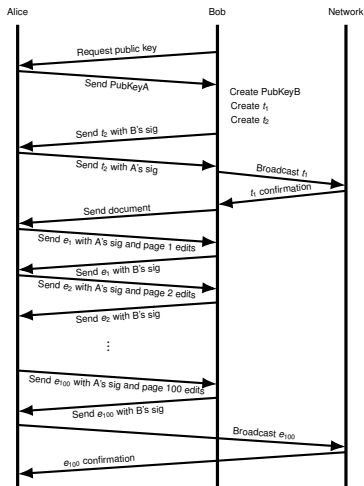 Alice Bob Network
Request public key
Send PubKeyA
Create PubKeyB
Create t1
Create t2
Send t2 with B's sig
Send t2 with A's sig
Broadcast t1
t1 confirmation
Send document
Send e1 with A's sig and page 1 edits
Send e1 with B's sig
Send e2 with A's sig and page 2 edits
Send e2 with B's sig
⋮
Send e100 with A's sig and page 100 edits
Send e100 with B's sig
Broadcast e100
e100 confirmation